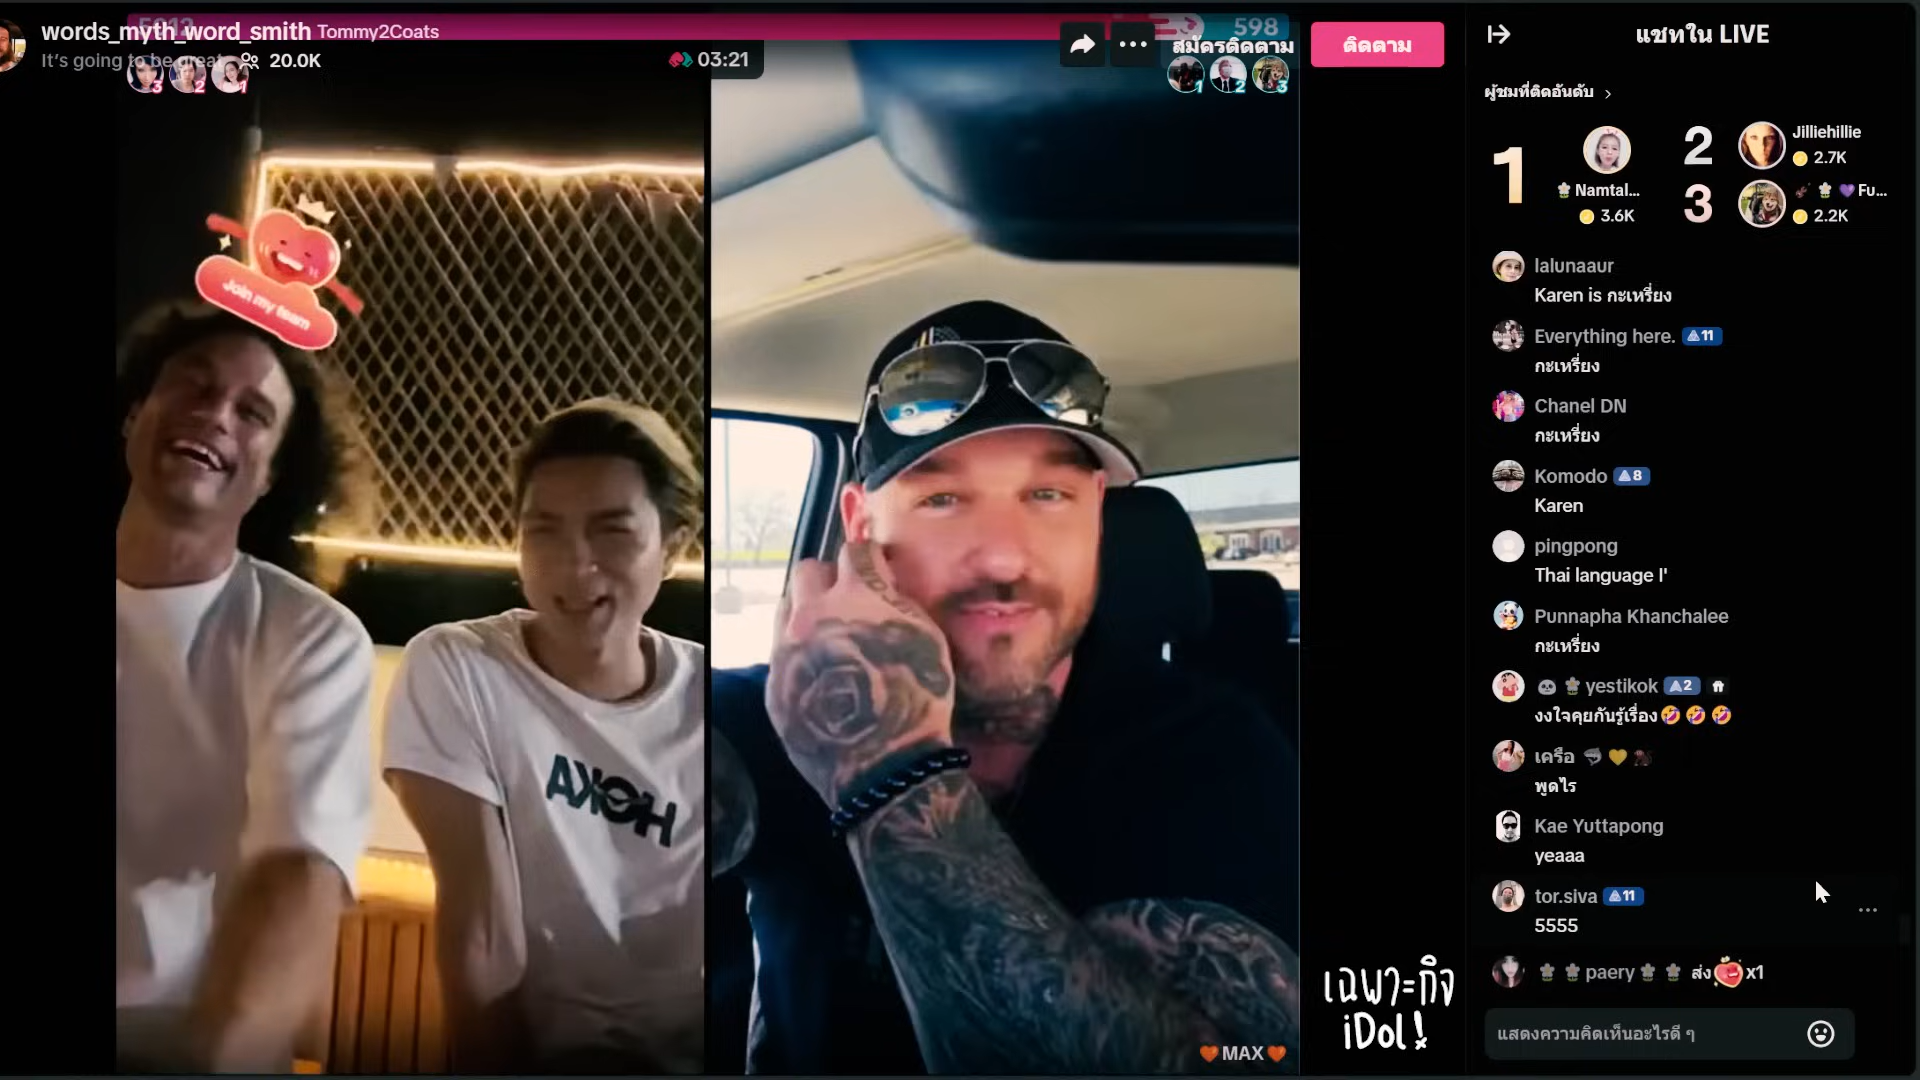 words_myth_word_smith Tommy2Coats
It's going to be great 20.0K
3
2
1
03:21
598
สมัครติดตาม
ติดตาม
1
2
3
Join my team
HOKA
MAX
เฉพาะกิจ
iDol!
แชทใน LIVE
ผู้ชมที่ติดอันดับ >
1
Namtal...
3.6K
2
Jilliehillie
2.7K
3
Fu...
2.2K
lalunaaur
Karen is กะเหรี่ยง
Everything here. 11
กะเหรี่ยง
Chanel DN
กะเหรี่ยง
Komodo 8
Karen
pingpong
Thai language l'
Punnapha Khanchalee
กะเหรี่ยง
yestikok 2
งงใจคุยกันรู้เรื่อง🤣🤣🤣
เครือ
พูดไร
Kae Yuttapong
yeaaa
tor.siva 11
5555
paery ส่ง x1
แสดงความคิดเห็นอะไรดี ๆ